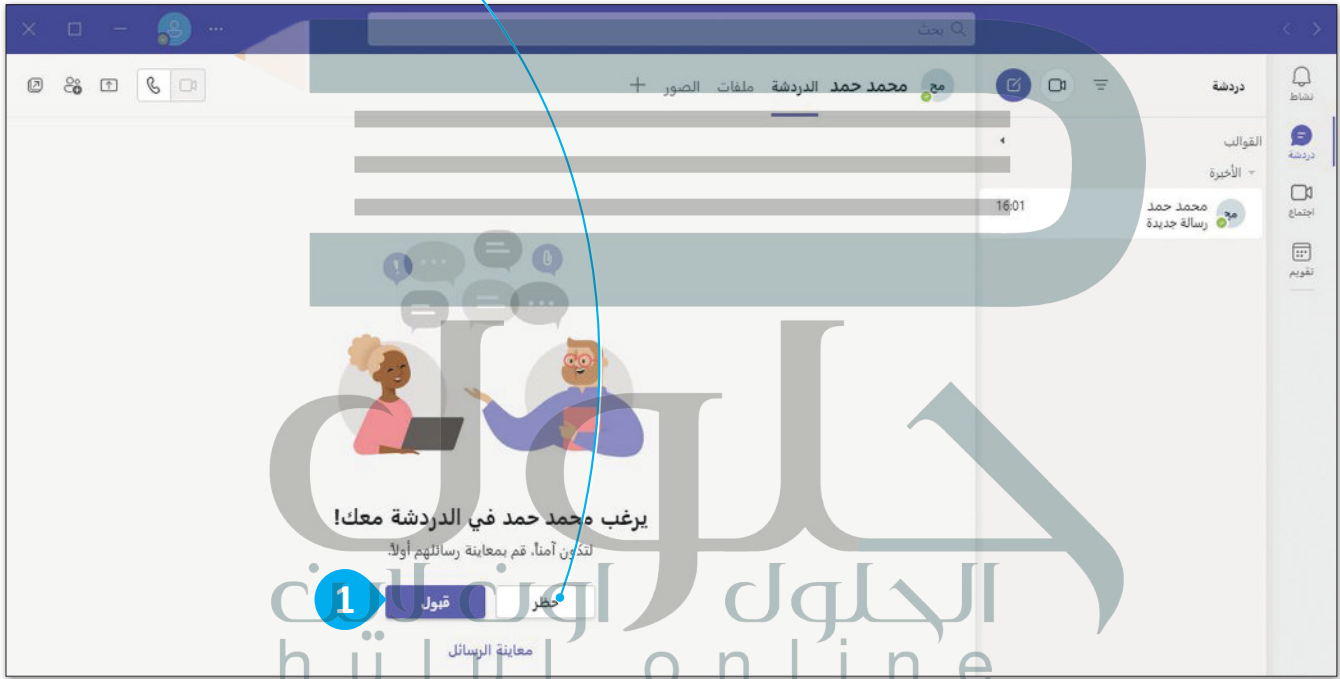 بحث
نشاط
دردشة
اجتماع
تقويم
دردشة
القوالب
الأخيرة
محمد حمد
رسالة جديدة
16:01
مح
مح محمد حمد الدردشة ملفات الصور +
يرغب محمد حمد في الدردشة معك!
لتكون آمناً، قم بمعاينة رسائلهم أولاً.
حظر
قبول
1
معاينة الرسائل
حلول
الحلول اون لاين
hulul online